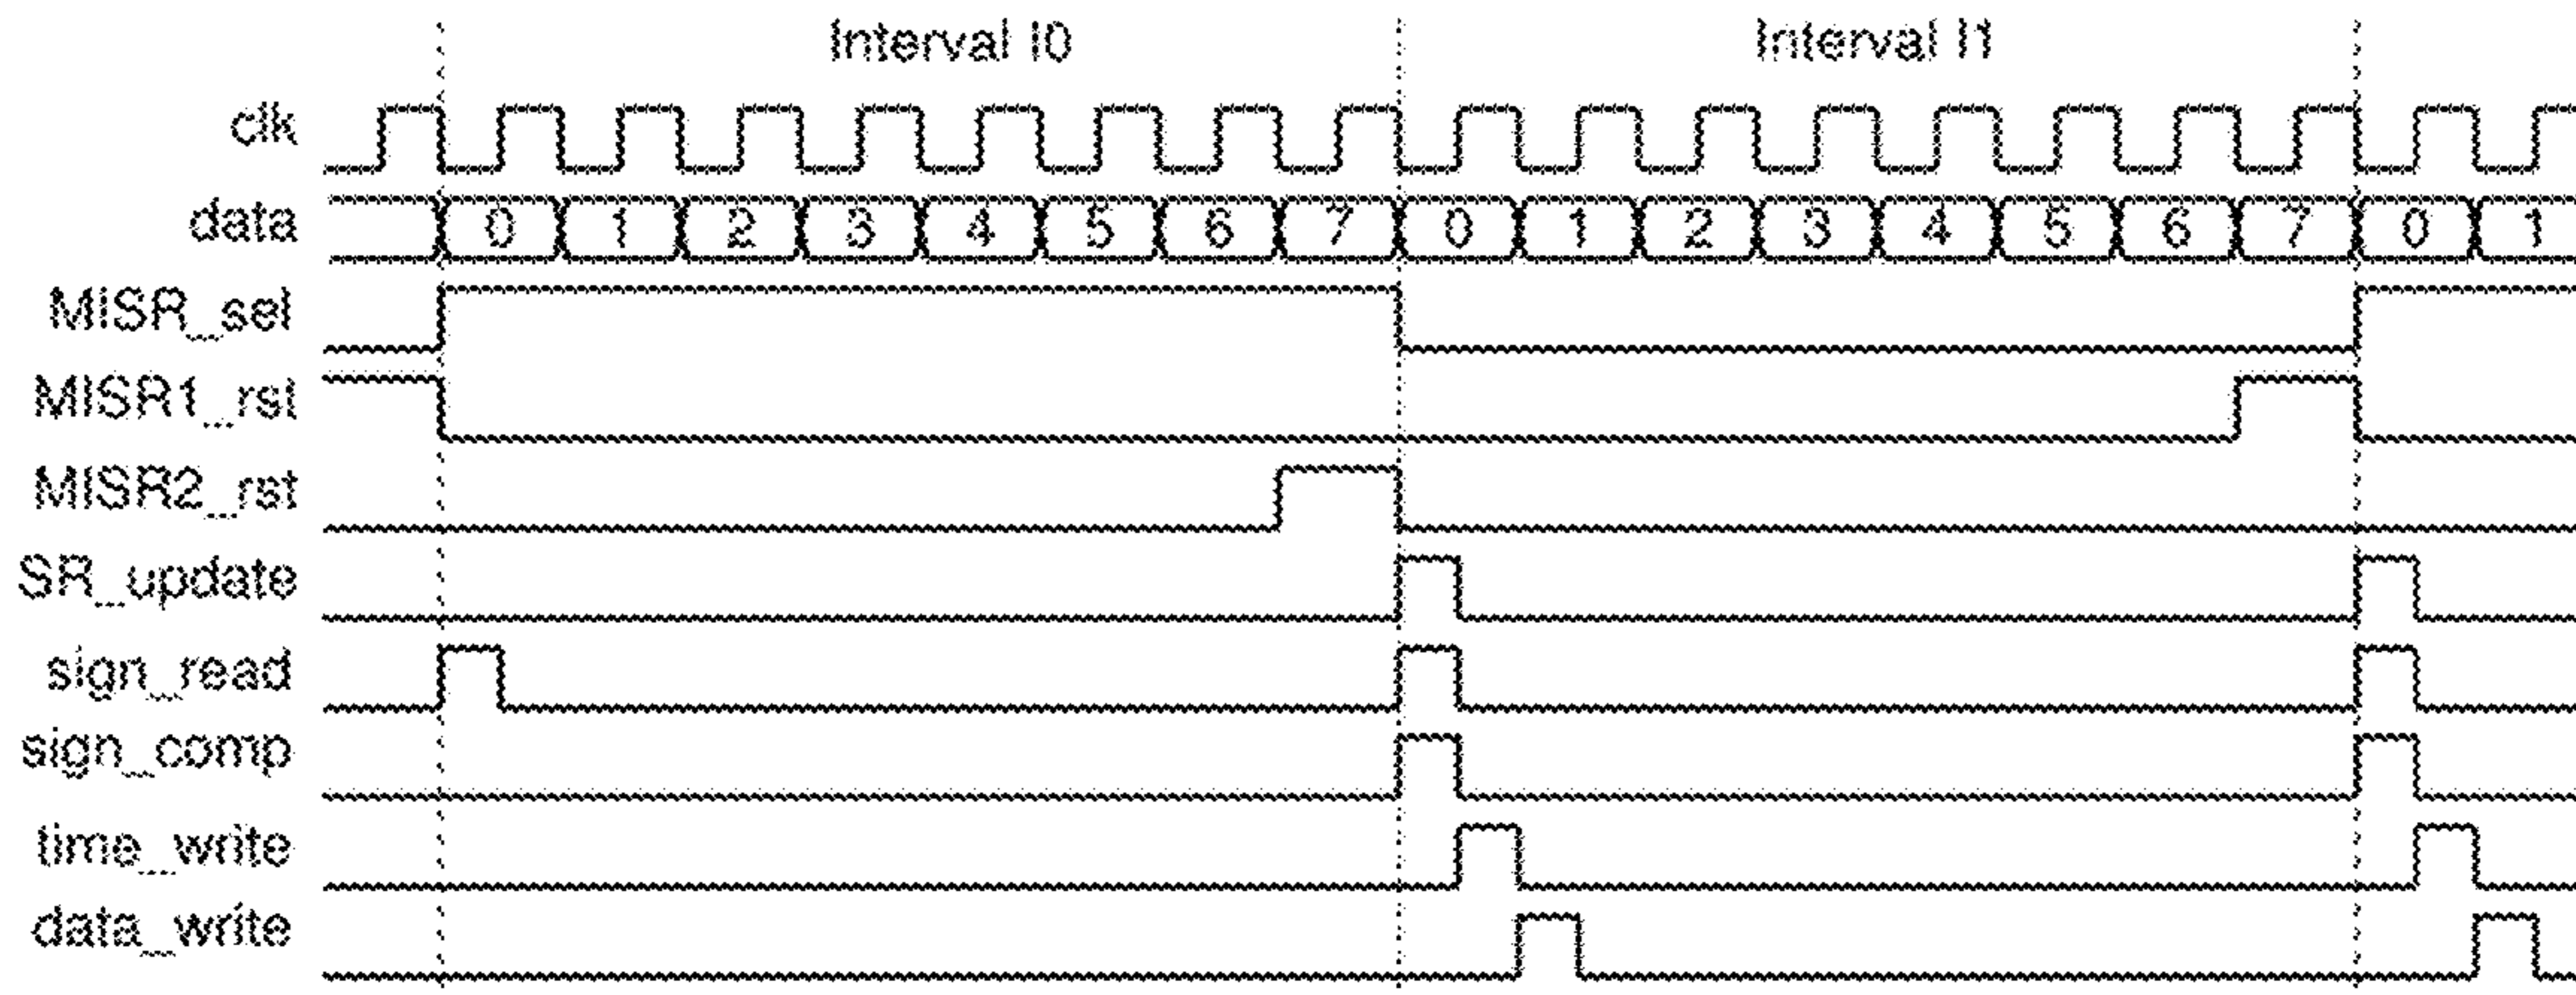 Interval I0 Interval I1
clk
data 0 1 2 3 4 5 6 7 0 1 2 3 4 5 6 7 0 1
MISR_sel
MISR1_rst
MISR2_rst
SR_update
sign_read
sign_comp
time_write
data_write